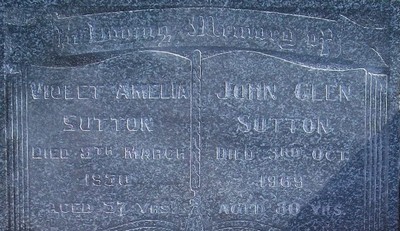 In Loving Memory of
VIOLET AMELIA
SUTTON
DIED 8TH MARCH
AGED 57 YRS.
JOHN GLEN
SUTTON
DIED 3RD OCT.
1969
AGED 80 YRS.